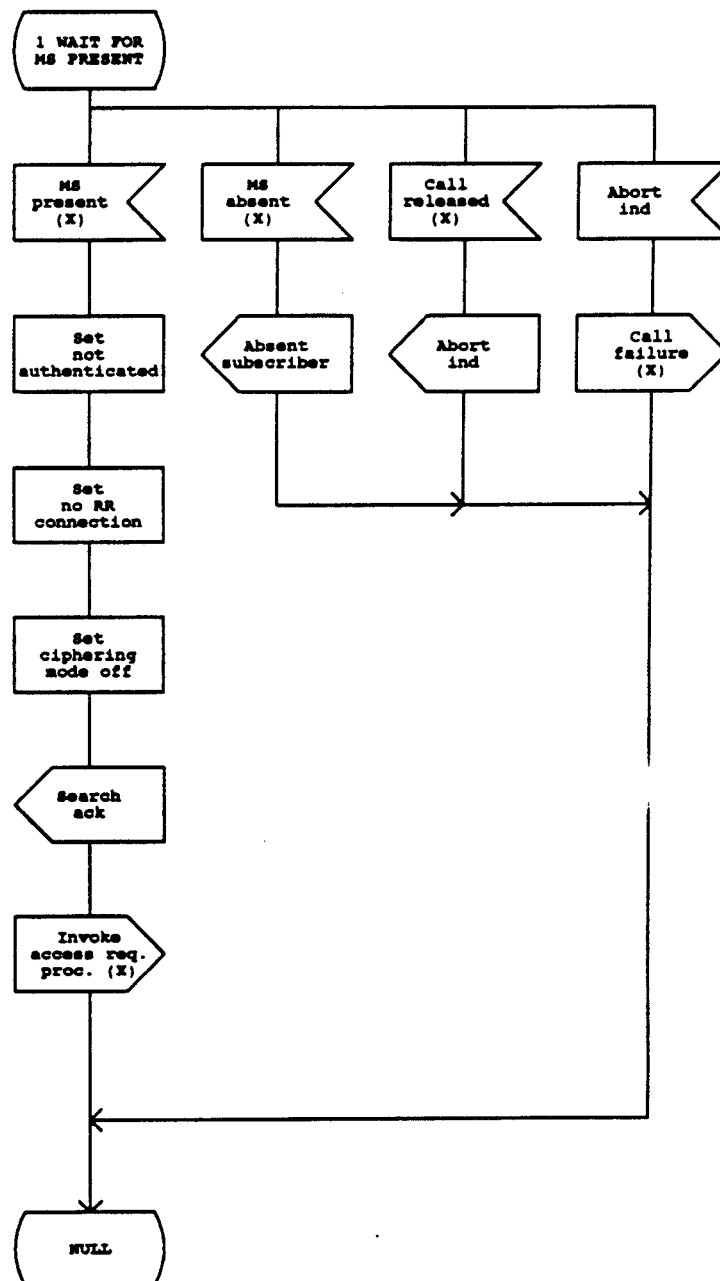 1 WAIT FOR
MS PRESENT
MS
present
(X)
MS
absent
(X)
Call
released
(X)
Abort
ind
Set
not
authenticated
Absent
subscriber
Abort
ind
Call
failure
(X)
Set
no RR
connection
Set
ciphering
mode off
Search
ack
Invoke
access req.
proc. (X)
NULL